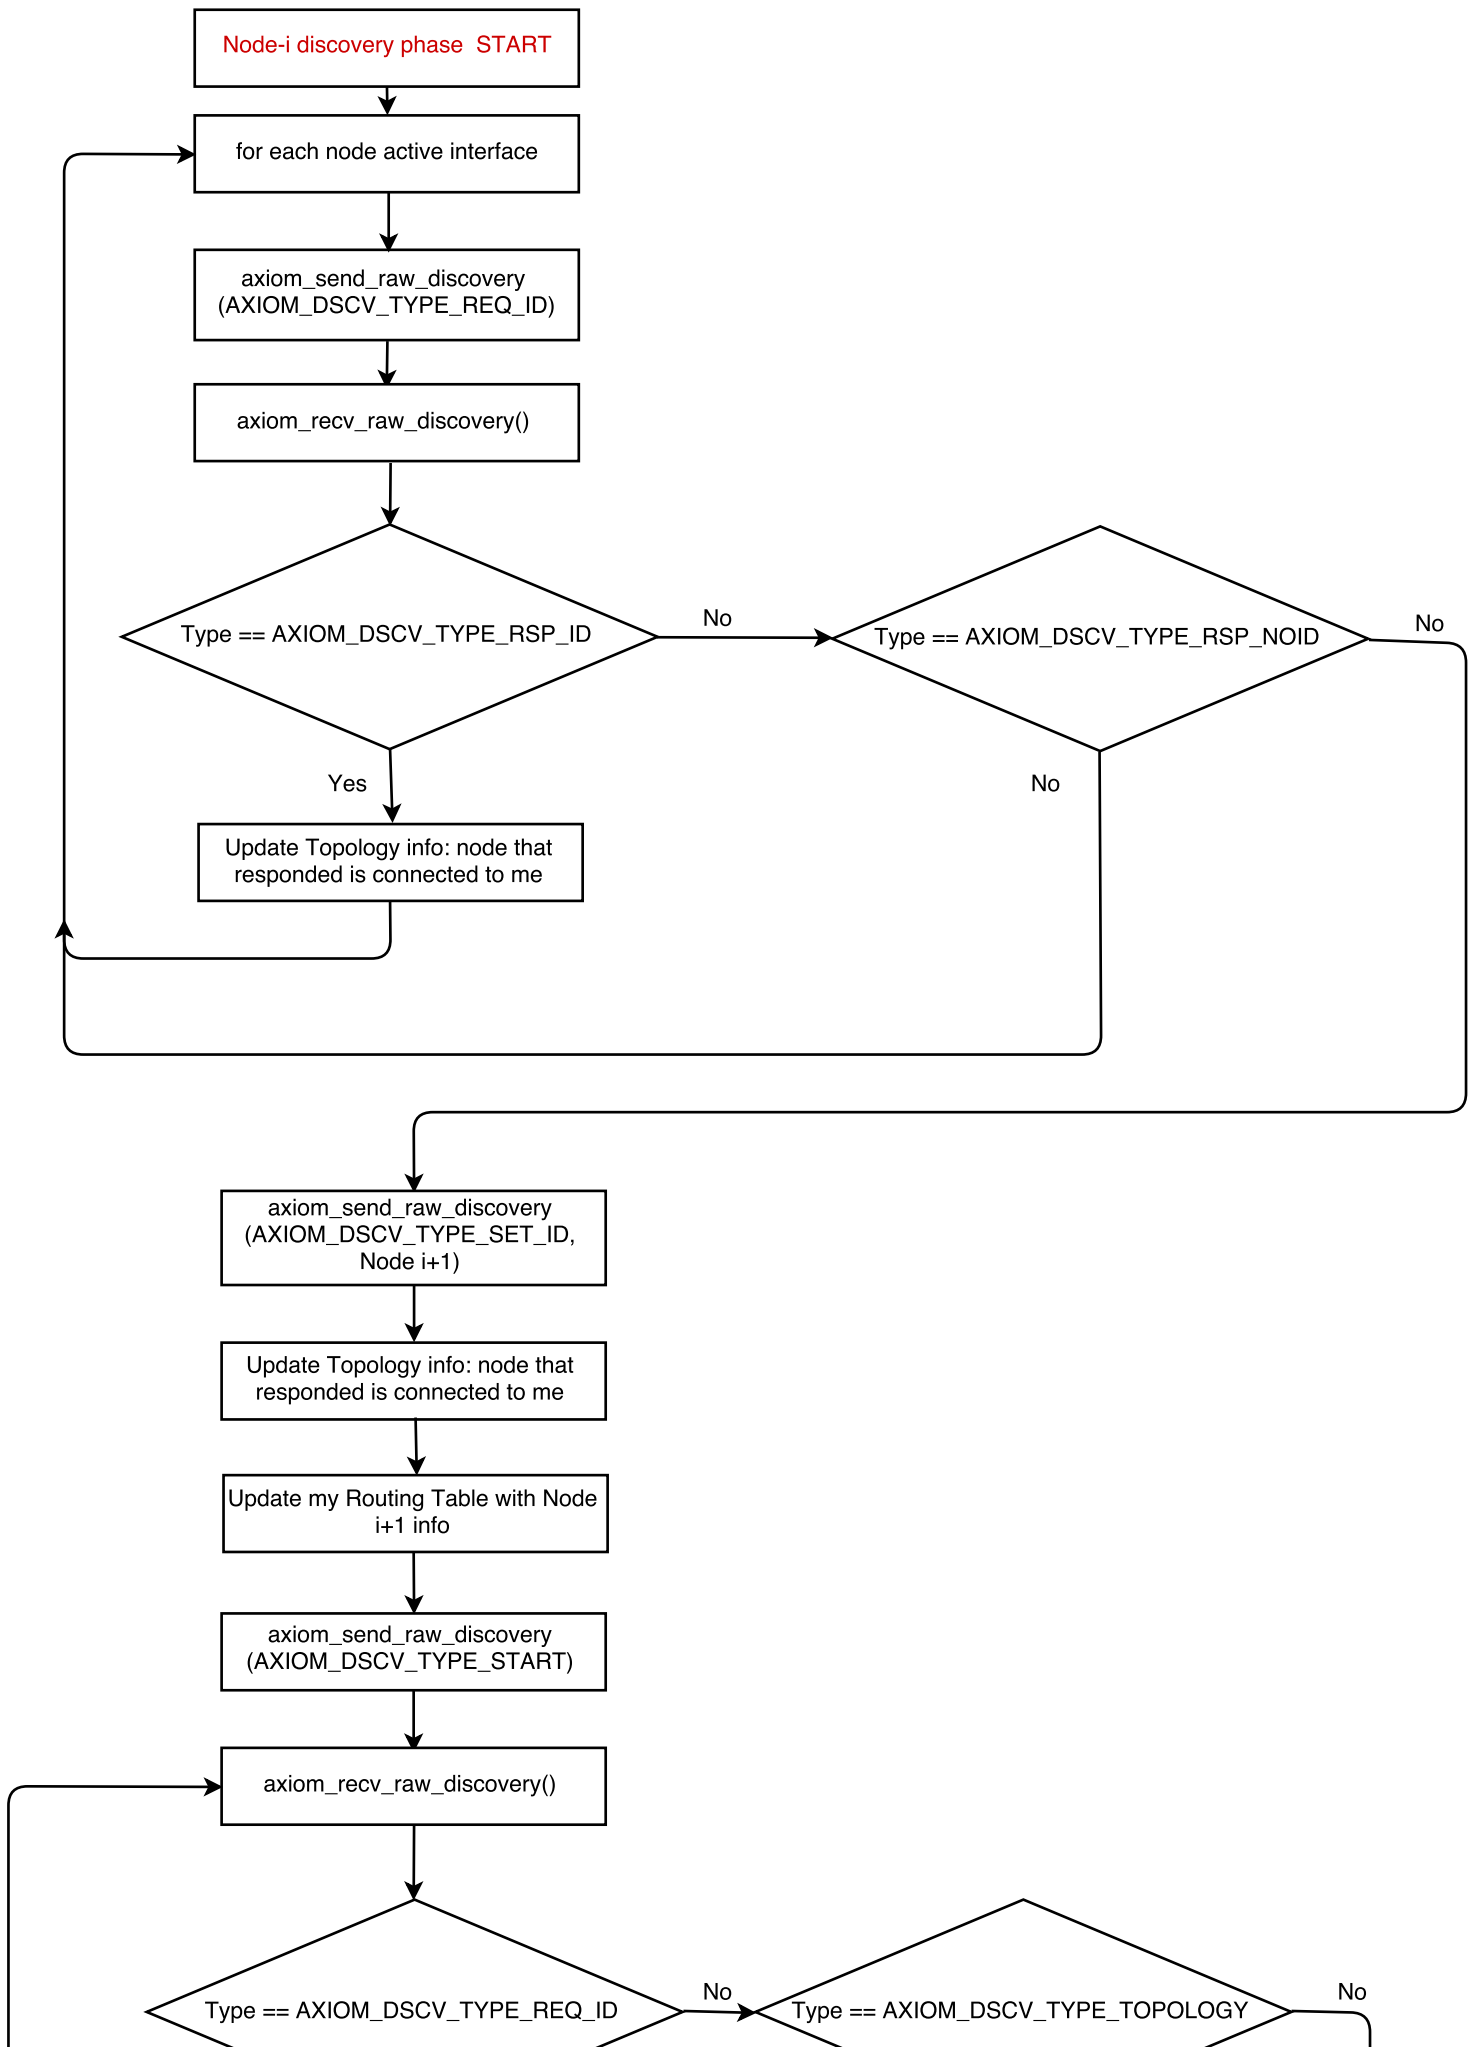 Node-i discovery phase  START
for each node active interface
axiom_send_raw_discovery
(AXIOM_DSCV_TYPE_REQ_ID)
axiom_recv_raw_discovery()
Type == AXIOM_DSCV_TYPE_RSP_ID
No
Type == AXIOM_DSCV_TYPE_RSP_NOID
No
Yes
No
Update Topology info: node that
responded is connected to me
axiom_send_raw_discovery
(AXIOM_DSCV_TYPE_SET_ID,
Node i+1)
Update Topology info: node that
responded is connected to me
Update my Routing Table with Node
i+1 info
axiom_send_raw_discovery
(AXIOM_DSCV_TYPE_START)
axiom_recv_raw_discovery()
Type == AXIOM_DSCV_TYPE_REQ_ID
No
Type == AXIOM_DSCV_TYPE_TOPOLOGY
No